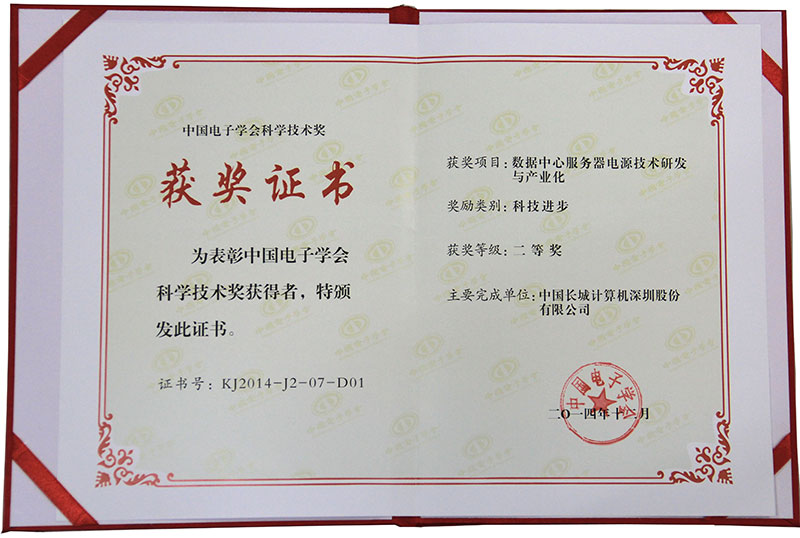 中国电子学会科学技术奖
获奖证书
为表彰中国电子学会
科学技术奖获得者，特颁
发此证书。
证书号：KJ2014-J2-07-D01
获奖项目：数据中心服务器电源技术研发
与产业化
奖励类别：科技进步
获奖等级：二等奖
主要完成单位：中国长城计算机深圳股份
有限公司
中国电子学会
二〇一四年十二月